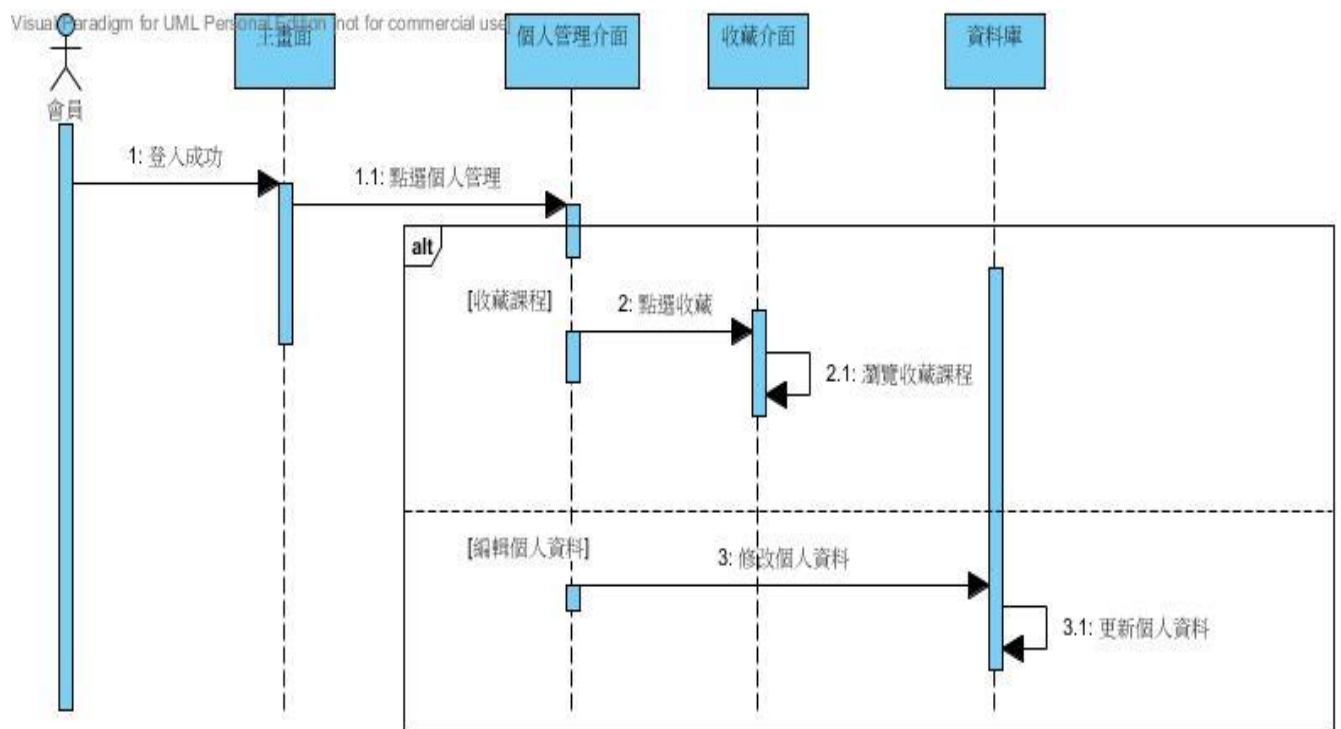 Visual Paradigm for UML Personal Edition [not for commercial use]
會員
主畫面
個人管理介面
收藏介面
資料庫
1: 登入成功
1.1: 點選個人管理
alt
[收藏課程]
2: 點選收藏
2.1: 瀏覽收藏課程
[編輯個人資料]
3: 修改個人資料
3.1: 更新個人資料